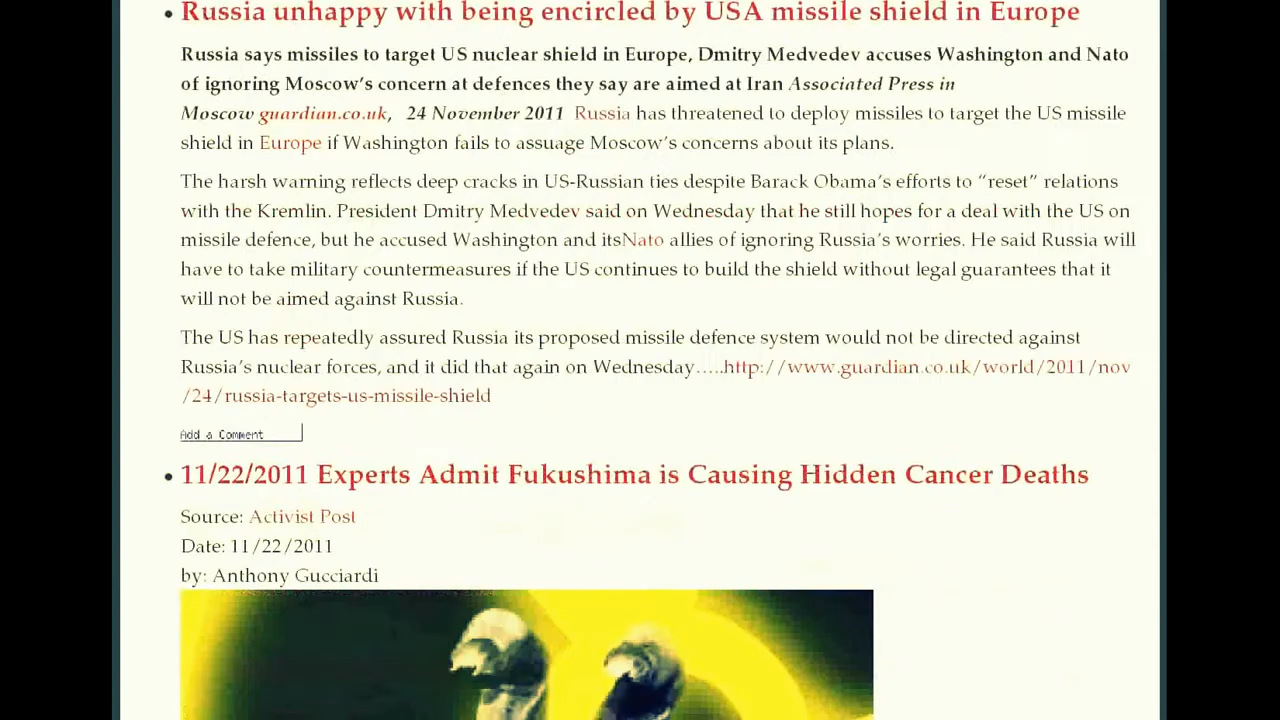 Russia unhappy with being encircled by USA missile shield in Europe
Russia says missiles to target US nuclear shield in Europe, Dmitry Medvedev accuses Washington and Nato
of ignoring Moscow’s concern at defences they say are aimed at Iran Associated Press in
Moscow guardian.co.uk, 24 November 2011 Russia has threatened to deploy missiles to target the US missile
shield in Europe if Washington fails to assuage Moscow’s concerns about its plans.
The harsh warning reflects deep cracks in US-Russian ties despite Barack Obama’s efforts to “reset” relations
with the Kremlin. President Dmitry Medvedev said on Wednesday that he still hopes for a deal with the US on
missile defence, but he accused Washington and itsNato allies of ignoring Russia’s worries. He said Russia will
have to take military countermeasures if the US continues to build the shield without legal guarantees that it
will not be aimed against Russia.
The US has repeatedly assured Russia its proposed missile defence system would not be directed against
Russia’s nuclear forces, and it did that again on Wednesday…..http://www.guardian.co.uk/world/2011/nov
/24/russia-targets-us-missile-shield
Add a Comment
11/22/2011 Experts Admit Fukushima is Causing Hidden Cancer Deaths
Source: Activist Post
Date: 11/22/2011
by: Anthony Gucciardi